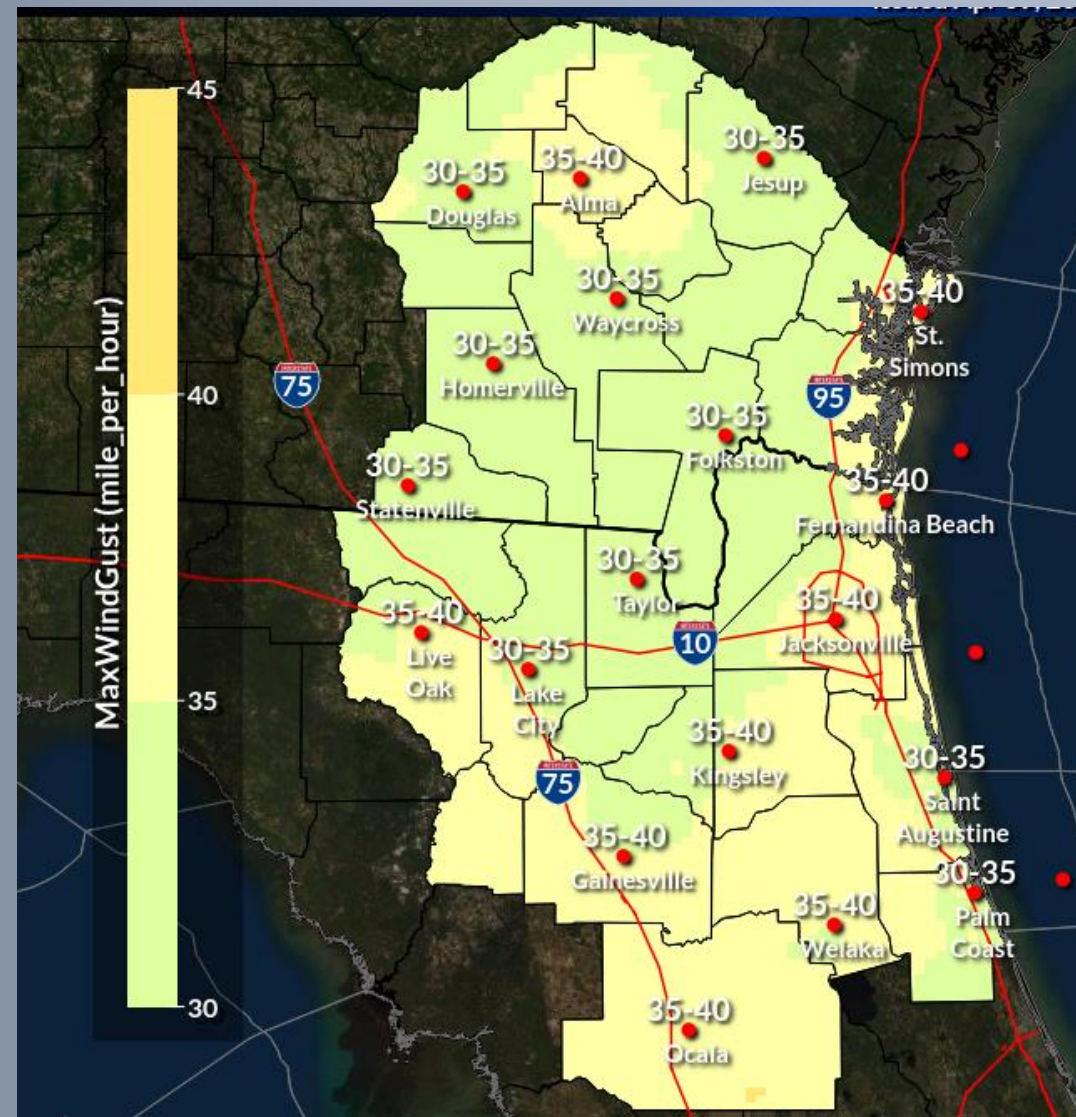 45
40
35
30
MaxWindGust (mile_per_hour)
30-35
Jesup
35-40
Alma
30-35
Douglas
30-35
Waycross
35-40
St.
Simons
30-35
Homerville
75
95
30-35
Folkston
30-35
Statenville
35-40
Fernandina Beach
30-35
Taylor
35-40
Jacksonville
35-40
Live
Oak
10
30-35
Lake
City
35-40
Kingsley
75
30-35
Saint
Augustine
35-40
Gainesville
30-35
Palm
Coast
35-40
Welaka
35-40
Ocala